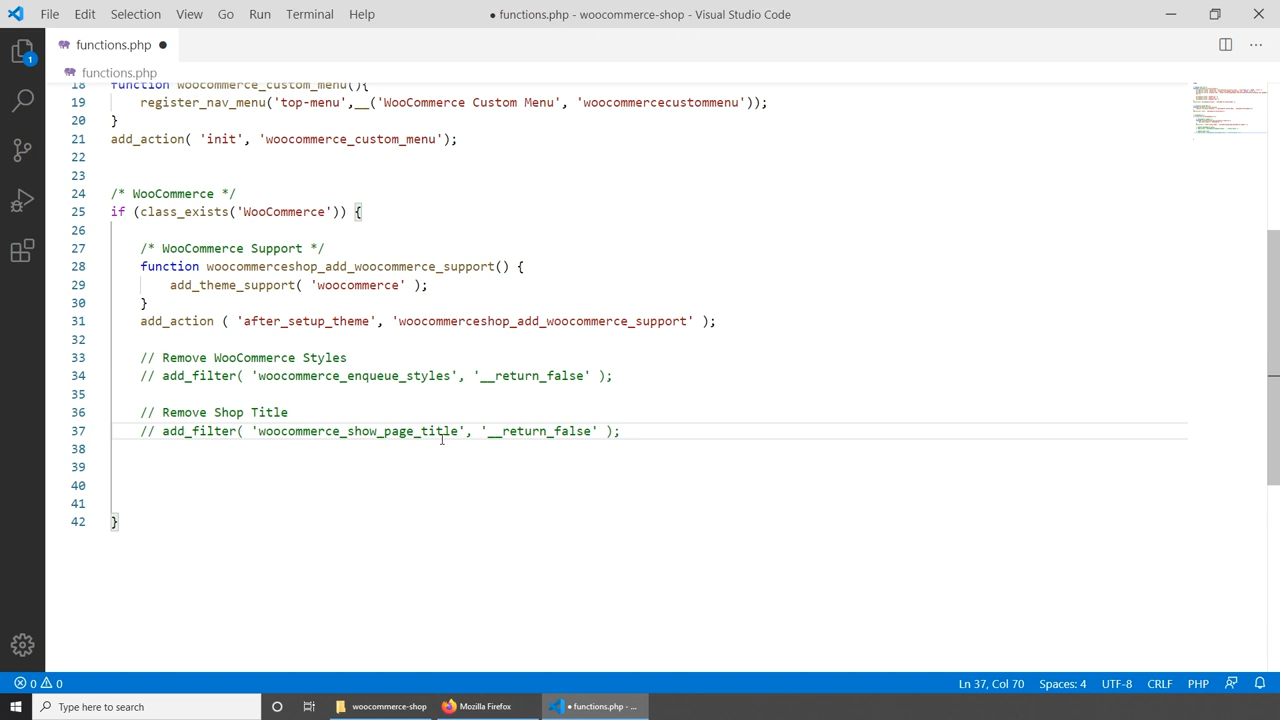 File Edit Selection View Go Run Terminal Help
● functions.php - woocommerce-shop - Visual Studio Code
functions.php ●
functions.php
1
18 function woocommerce_custom_menu(){
19 register_nav_menu('top-menu',__('WooCommerce Custom Menu', 'woocommercecustommenu'));
20 }
21 add_action( 'init', 'woocommerce_custom_menu');
22
23
24 /* WooCommerce */
25 if (class_exists('WooCommerce')) {
26
27 /* WooCommerce Support */
28 function woocommerceshop_add_woocommerce_support() {
29 add_theme_support( 'woocommerce' );
30 }
31 add_action ( 'after_setup_theme', 'woocommerceshop_add_woocommerce_support' );
32
33 // Remove WooCommerce Styles
34 // add_filter( 'woocommerce_enqueue_styles', '__return_false' );
35
36 // Remove Shop Title
37 // add_filter( 'woocommerce_show_page_title', '__return_false' );
38
39
40
41
42 }
0 0
Ln 37, Col 70 Spaces: 4 UTF-8 CRLF PHP
Type here to search
woocommerce-shop
Mozilla Firefox
● functions.php - ...